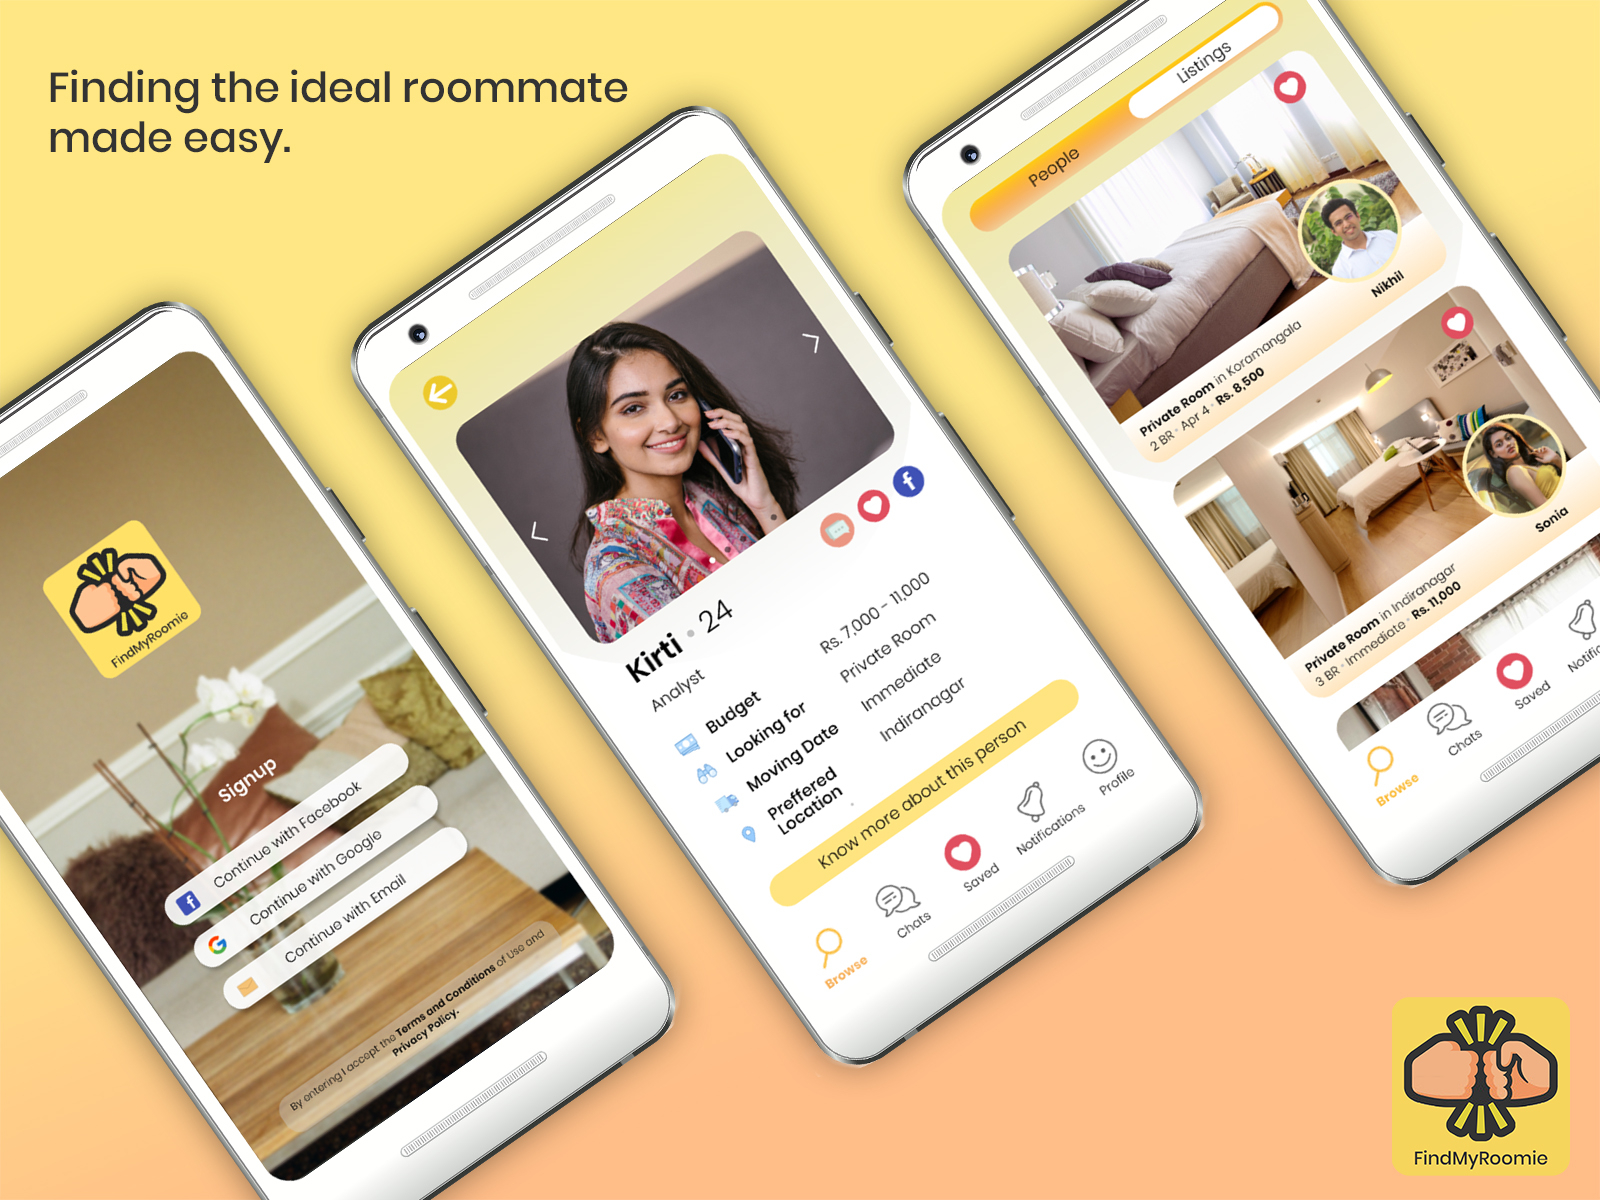 Finding the ideal roommate
made easy.
FindMyRoomie
Signup
Continue with Facebook
Continue with Google
Continue with Email
By entering I accept the Terms and Conditions of Use and
Privacy Policy.
Kirti • 24
Analyst
Budget Rs. 7,000 - 11,000
Looking for Private Room
Moving Date Immediate
Preffered
Location Indiranagar
Know more about this person
Browse
Chats
Saved
Notifications
Profile
People
Listings
Nikhil
Private Room in Koramangala
2 BR • Apr 4 • Rs. 8,500
Sonia
Private Room in Indiranagar
3 BR • Immediate • Rs. 11,000
Browse
Chats
Saved
Notific
FindMyRoomie